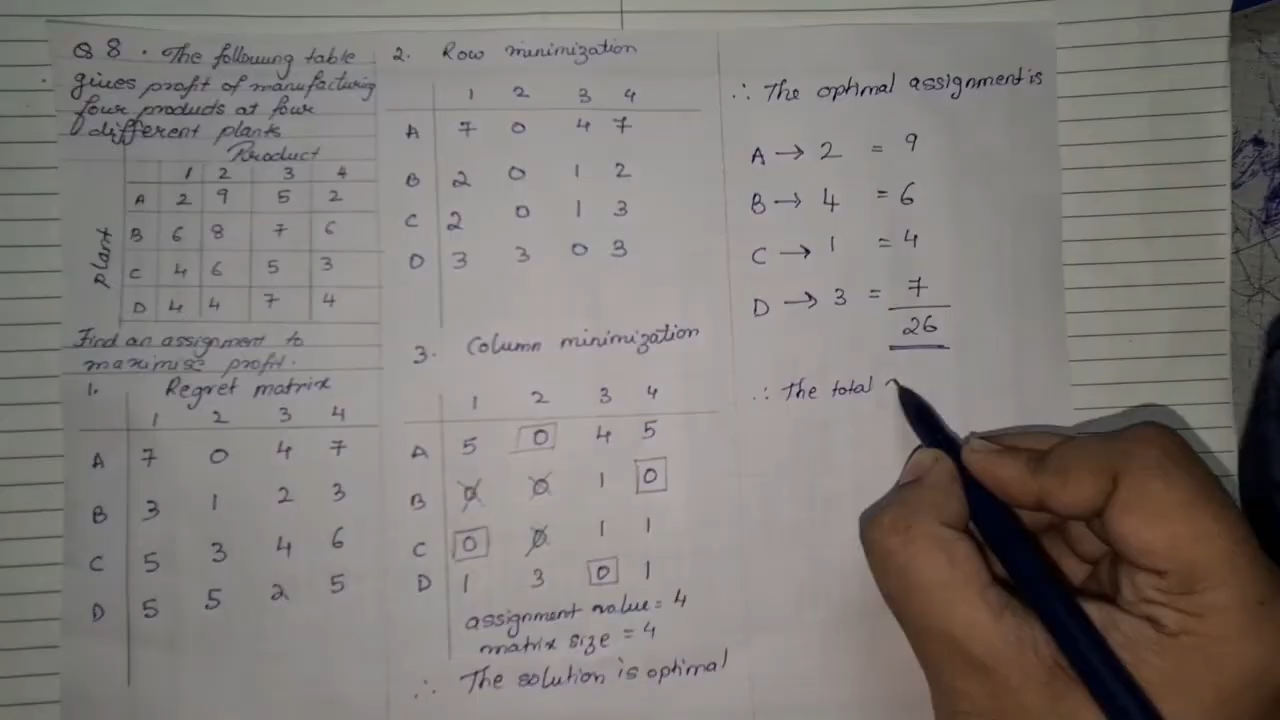 Q 8. The following table
gives profit of manufacturing
four products at four
different plants
Product
1 2 3 4
A 2 9 5 2
B 6 8 7 6
C 4 6 5 3
D 4 4 7 4
plant
Find an assignment to
maximise profit.
1. Regret matrix
1 2 3 4
A 7 0 4 7
B 3 1 2 3
C 5 3 4 6
D 5 5 2 5
2. Row minimization
1 2 3 4
A 7 0 4 7
B 2 0 1 2
C 2 0 1 3
D 3 3 0 3
3. Column minimization
1 2 3 4
A 5 0 4 5
B 0 0 1 0
C 0 0 1 1
D 1 3 0 1
assignment value = 4
matrix size = 4
∴ The solution is optimal
∴ The optimal assignment is
A → 2 = 9
B → 4 = 6
C → 1 = 4
D → 3 = 7
26
∴ The total